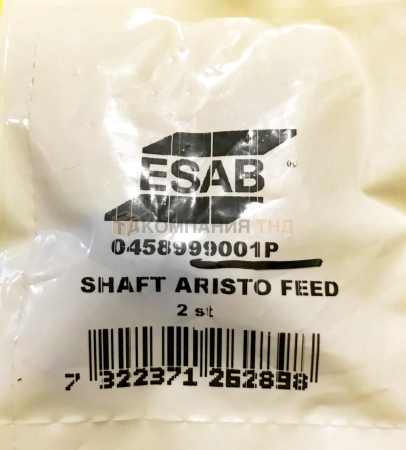 ESAB
КОМПАНИЯ ТНД
0458999001P
SHAFT ARISTO FEED
2 st
7 322371 262898